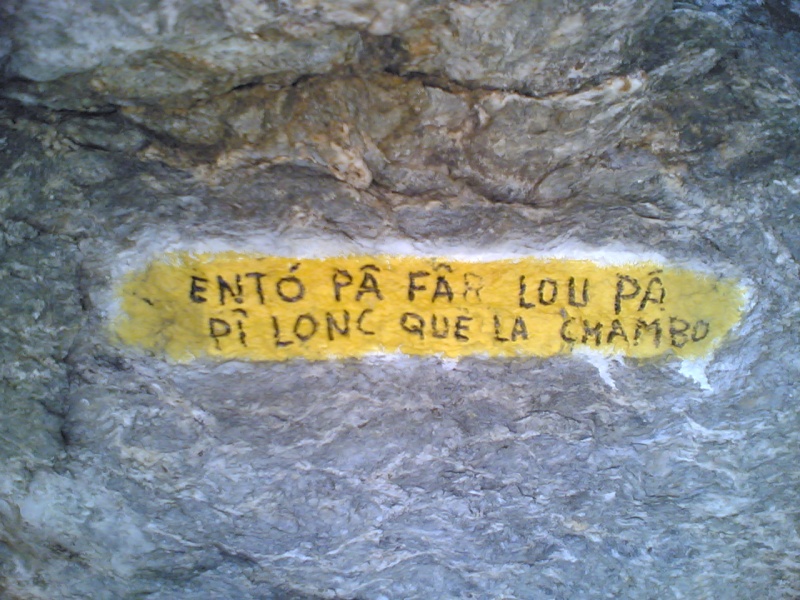 ENTÓ PÂ FÂR LOU PÂ
PÎ LONC QUE LA CHAMBO